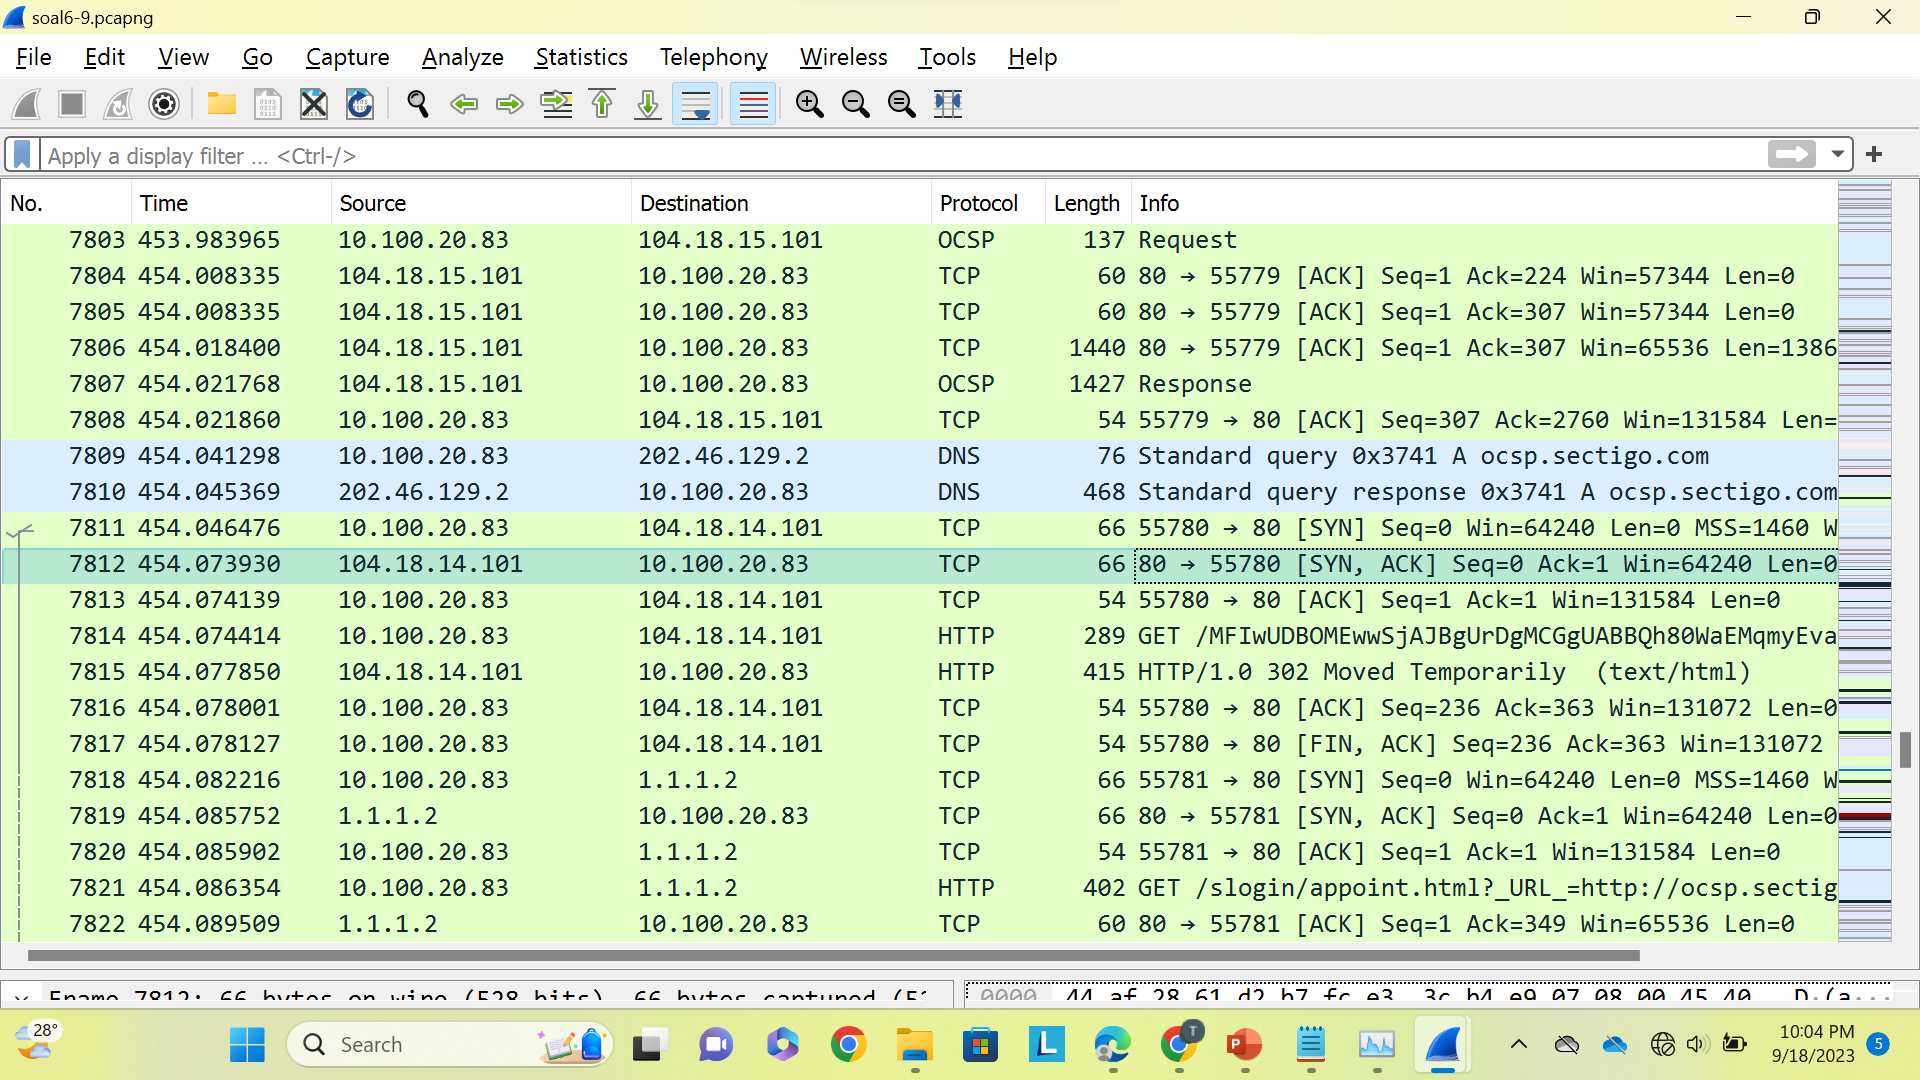 soal6-9.pcapng
File Edit View Go Capture Analyze Statistics Telephony Wireless Tools Help
Apply a display filter ... <Ctrl-/>
No. Time Source Destination Protocol Length Info
7803 453.983965 10.100.20.83 104.18.15.101 OCSP 137 Request
7804 454.008335 104.18.15.101 10.100.20.83 TCP 60 80 → 55779 [ACK] Seq=1 Ack=224 Win=57344 Len=0
7805 454.008335 104.18.15.101 10.100.20.83 TCP 60 80 → 55779 [ACK] Seq=1 Ack=307 Win=57344 Len=0
7806 454.018400 104.18.15.101 10.100.20.83 TCP 1440 80 → 55779 [ACK] Seq=1 Ack=307 Win=65536 Len=1386
7807 454.021768 104.18.15.101 10.100.20.83 OCSP 1427 Response
7808 454.021860 10.100.20.83 104.18.15.101 TCP 54 55779 → 80 [ACK] Seq=307 Ack=2760 Win=131584 Len=
7809 454.041298 10.100.20.83 202.46.129.2 DNS 76 Standard query 0x3741 A ocsp.sectigo.com
7810 454.045369 202.46.129.2 10.100.20.83 DNS 468 Standard query response 0x3741 A ocsp.sectigo.com
7811 454.046476 10.100.20.83 104.18.14.101 TCP 66 55780 → 80 [SYN] Seq=0 Win=64240 Len=0 MSS=1460 W
7812 454.073930 104.18.14.101 10.100.20.83 TCP 66 80 → 55780 [SYN, ACK] Seq=0 Ack=1 Win=64240 Len=0
7813 454.074139 10.100.20.83 104.18.14.101 TCP 54 55780 → 80 [ACK] Seq=1 Ack=1 Win=131584 Len=0
7814 454.074414 10.100.20.83 104.18.14.101 HTTP 289 GET /MFIwUDBOMEwwSjAJBgUrDgMCGgUABBQh80WaEMqmyEva
7815 454.077850 104.18.14.101 10.100.20.83 HTTP 415 HTTP/1.0 302 Moved Temporarily (text/html)
7816 454.078001 10.100.20.83 104.18.14.101 TCP 54 55780 → 80 [ACK] Seq=236 Ack=363 Win=131072 Len=0
7817 454.078127 10.100.20.83 104.18.14.101 TCP 54 55780 → 80 [FIN, ACK] Seq=236 Ack=363 Win=131072
7818 454.082216 10.100.20.83 1.1.1.2 TCP 66 55781 → 80 [SYN] Seq=0 Win=64240 Len=0 MSS=1460 W
7819 454.085752 1.1.1.2 10.100.20.83 TCP 66 80 → 55781 [SYN, ACK] Seq=0 Ack=1 Win=64240 Len=0
7820 454.085902 10.100.20.83 1.1.1.2 TCP 54 55781 → 80 [ACK] Seq=1 Ack=1 Win=131584 Len=0
7821 454.086354 10.100.20.83 1.1.1.2 HTTP 402 GET /slogin/appoint.html?_URL_=http://ocsp.sectig
7822 454.089509 1.1.1.2 10.100.20.83 TCP 60 80 → 55781 [ACK] Seq=1 Ack=349 Win=65536 Len=0
Frame 7812: 66 bytes on wire (528 bits), 66 bytes captured (52
0000 44 af 28 61 d2 b7 fc e3 3c b4 e9 07 08 00 45 40 D·(a····
28°
Search
10:04 PM
9/18/2023
5